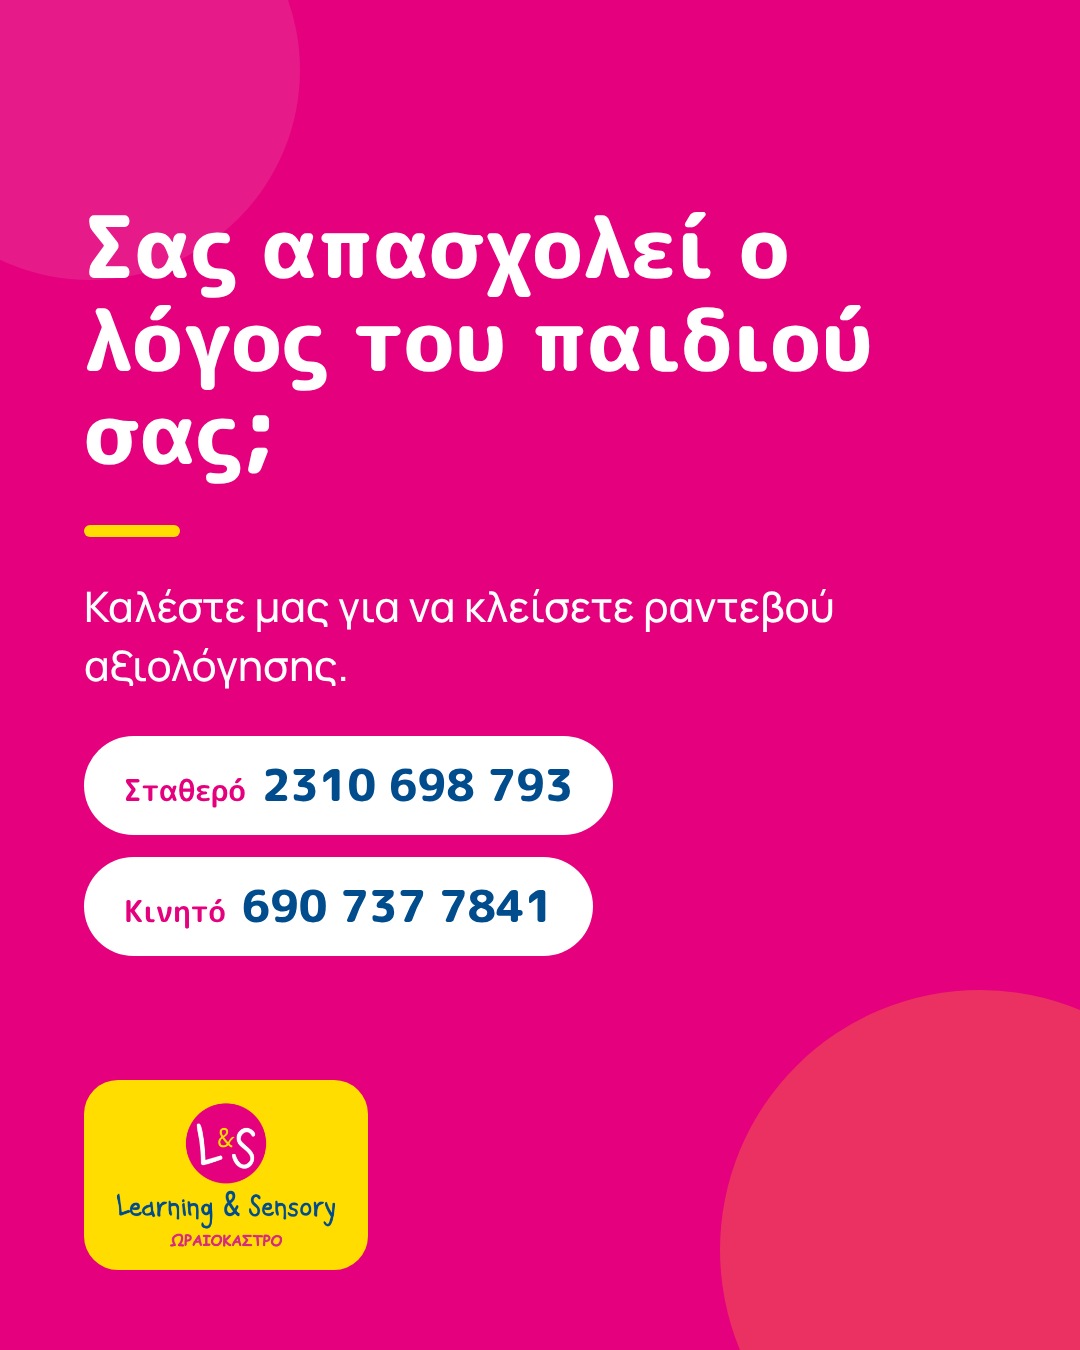 Σας απασχολεί ο
λόγος του παιδιού
σας;
Καλέστε μας για να κλείσετε ραντεβού
αξιολόγησης.
Σταθερό 2310 698 793
Κινητό 690 737 7841
L&S
Learning & Sensory
ΩΡΑΙΟΚΑΣΤΡΟ